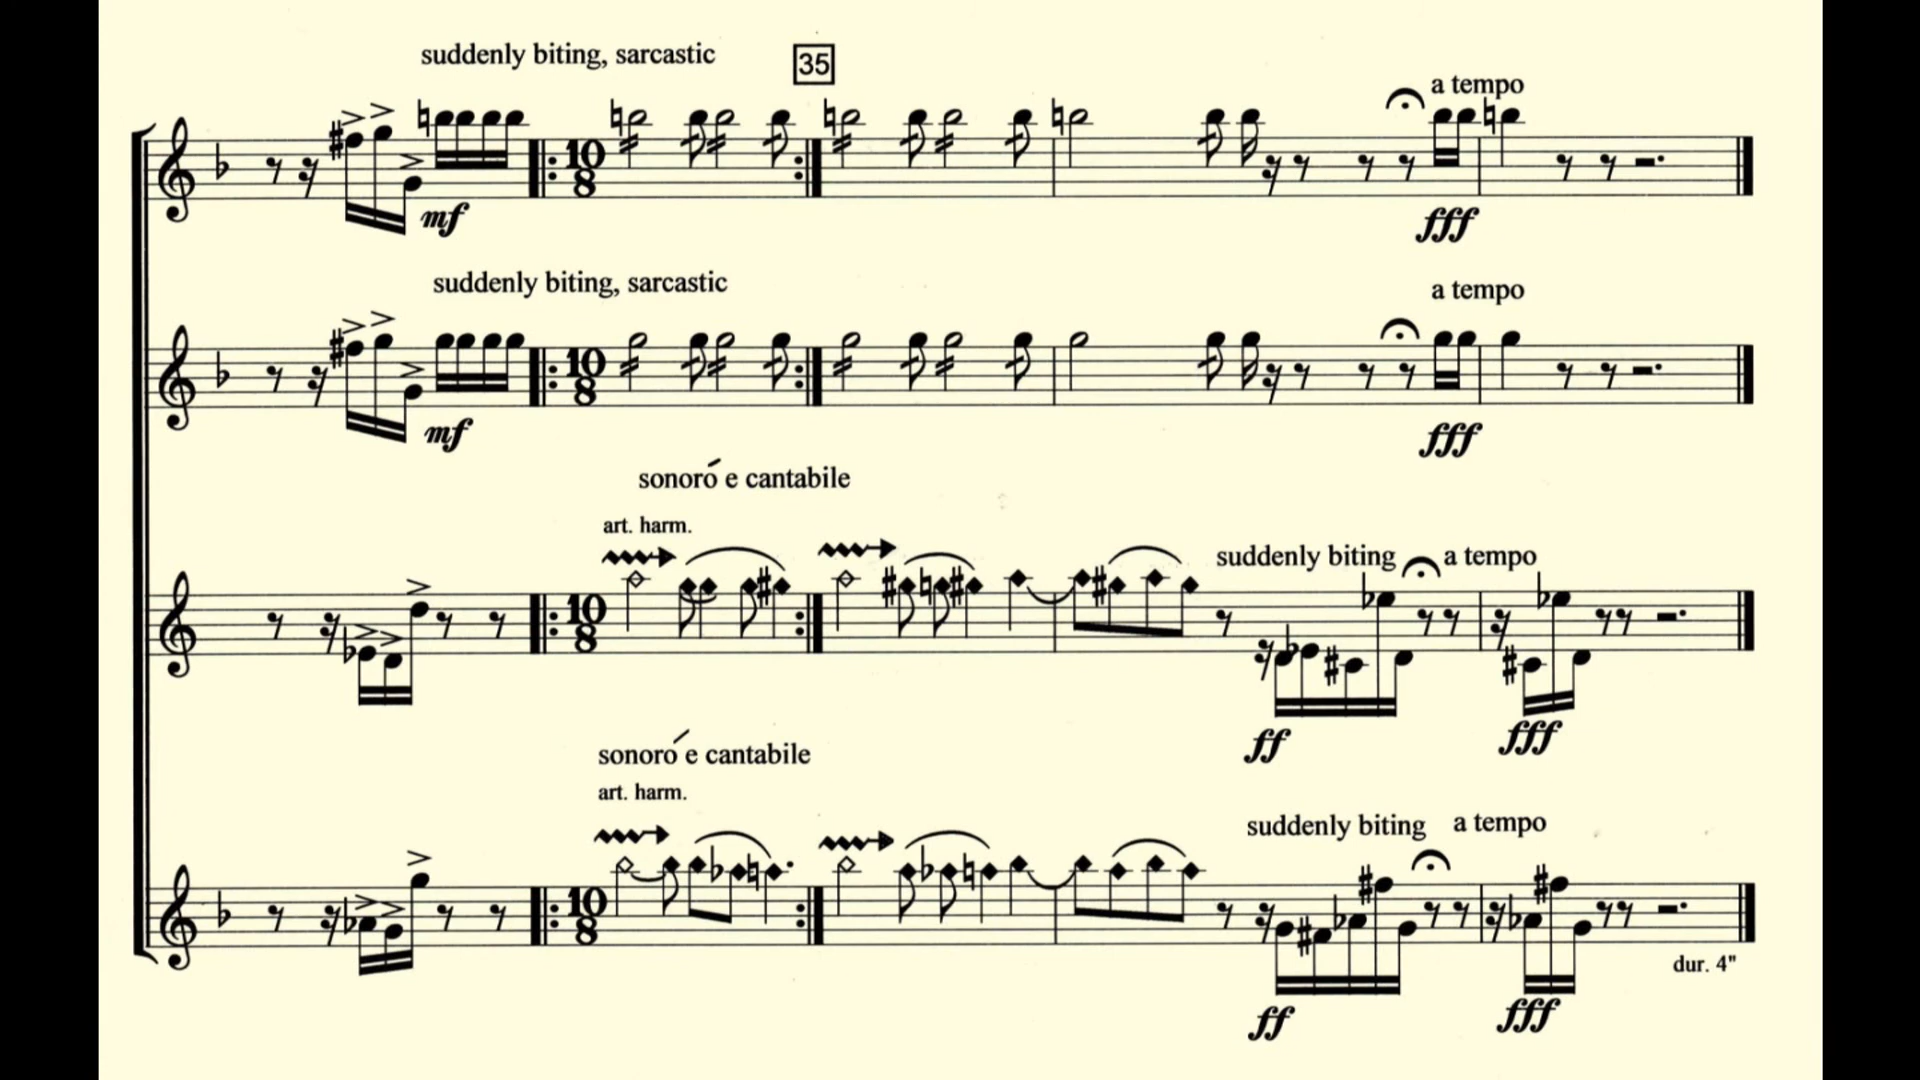 suddenly biting, sarcastic
35
a tempo
10
8
mf
fff
suddenly biting, sarcastic
a tempo
10
8
mf
fff
sonoró e cantabile
art. harm.
suddenly biting
a tempo
10
8
ff
fff
sonoró e cantabile
art. harm.
suddenly biting
a tempo
10
8
dur. 4"
ff
fff